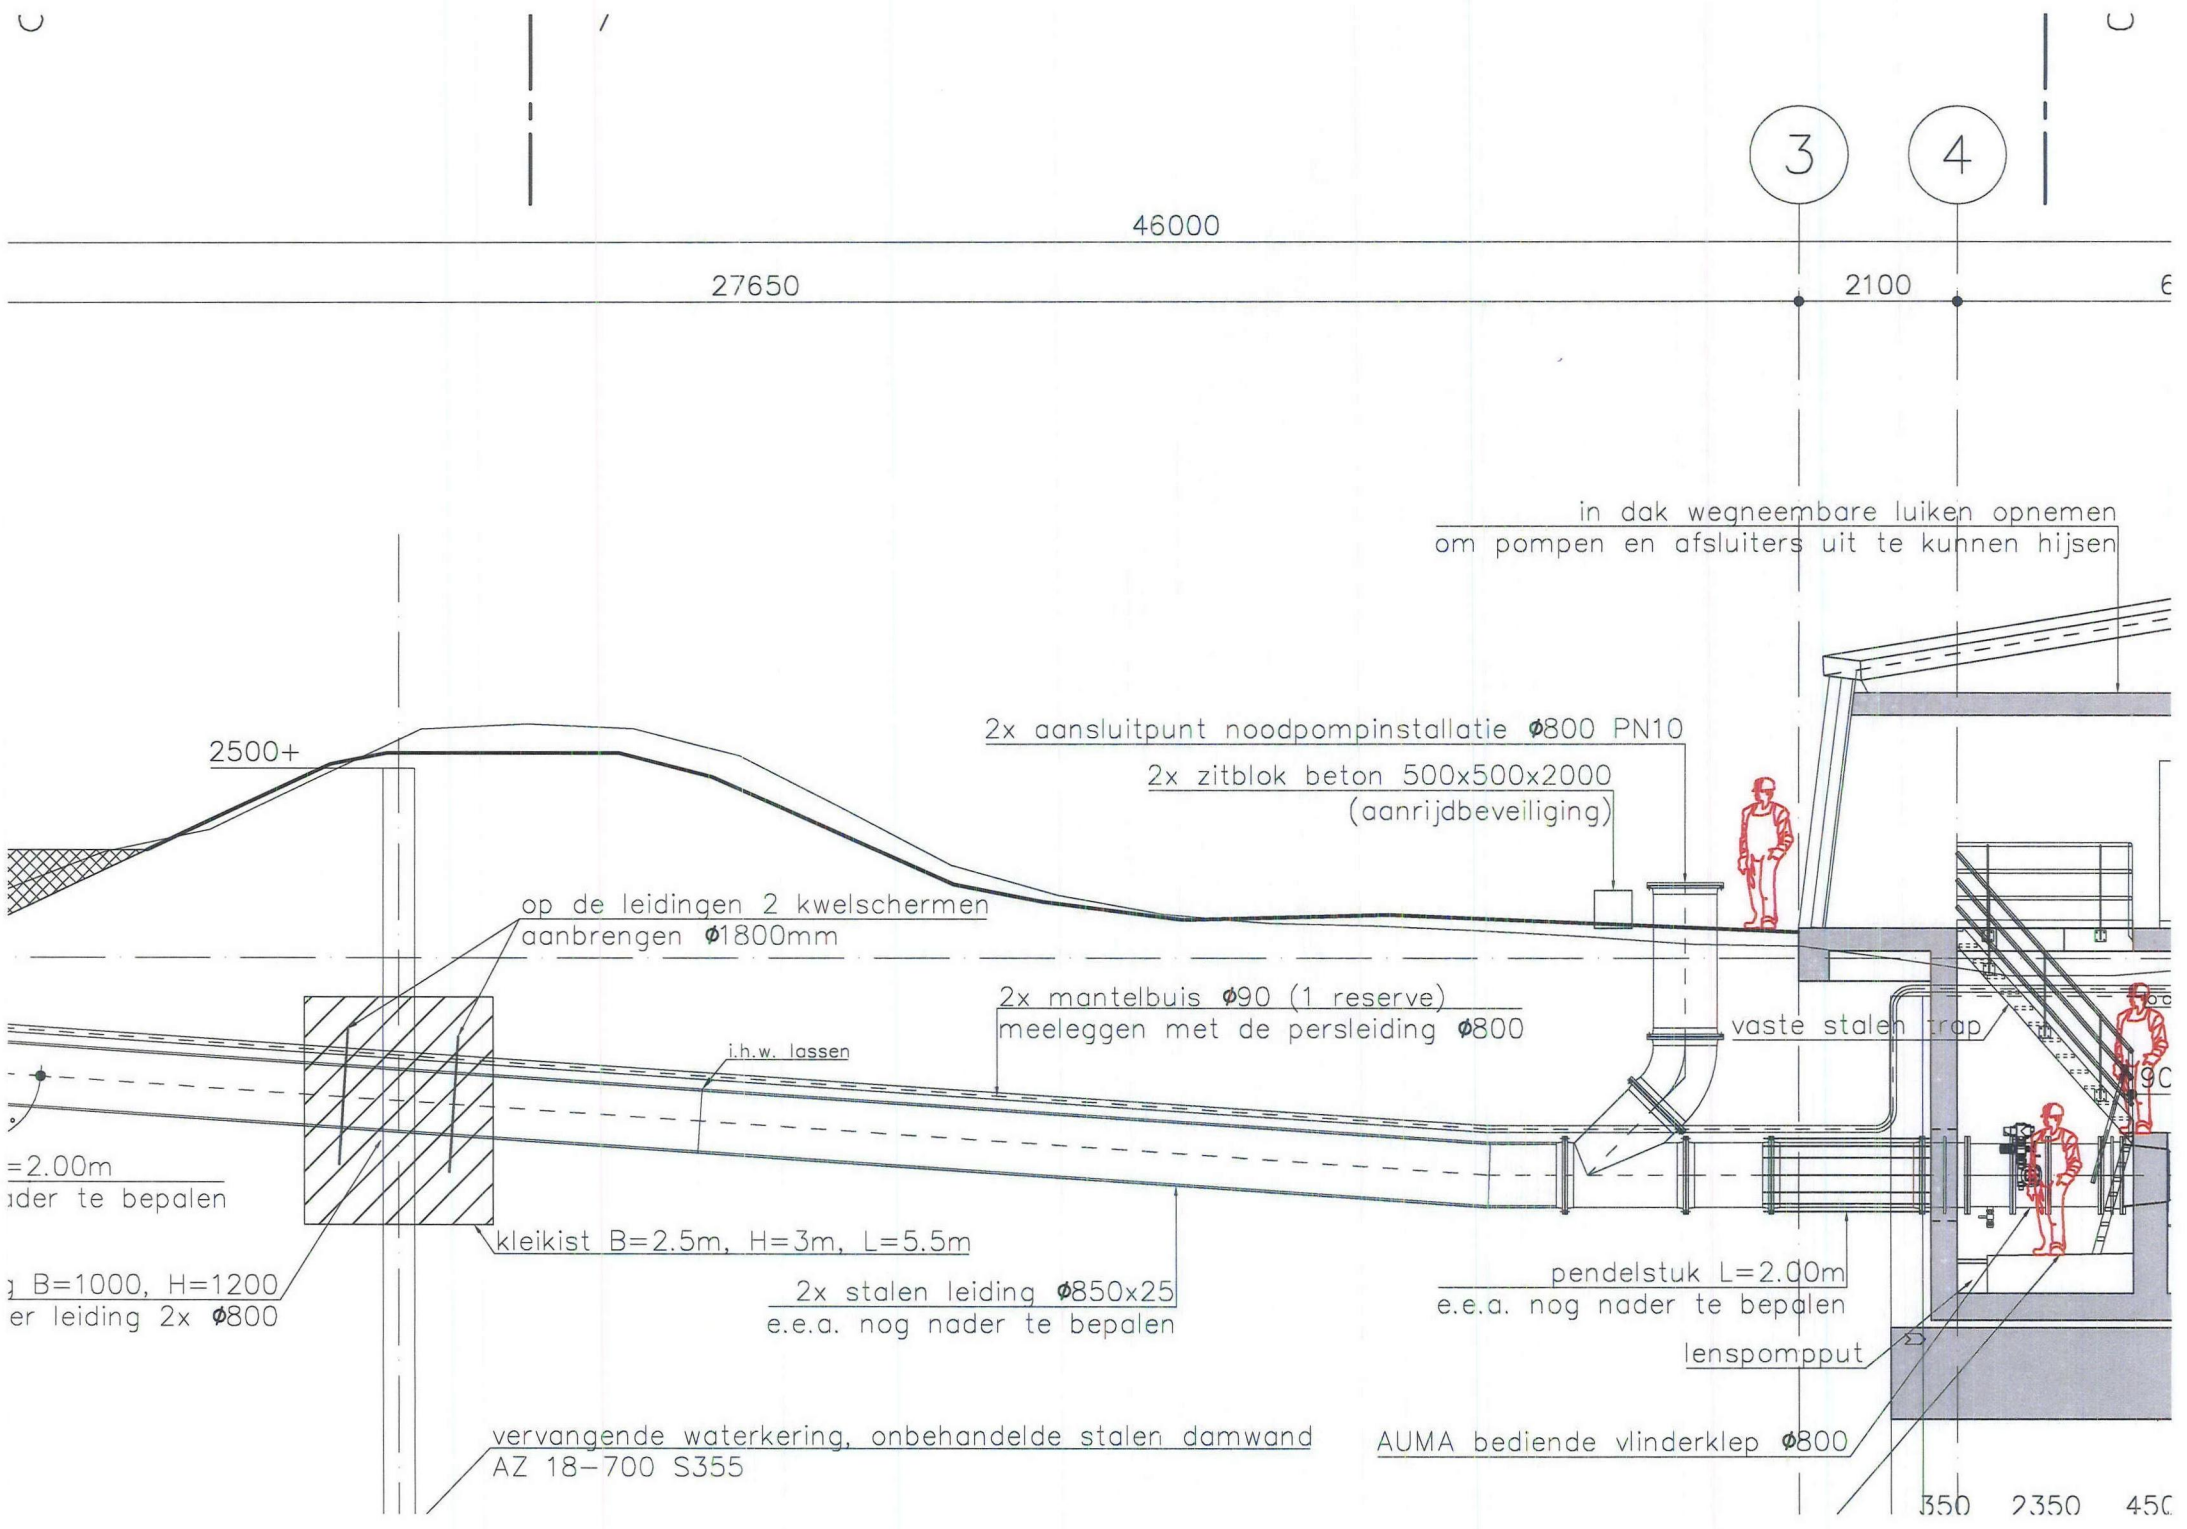 3
4
46000
27650
2100
in dak wegneembare luiken opnemen
om pompen en afsluiters uit te kunnen hijsen
2500+
2x aansluitpunt noodpompinstallatie ø800 PN10
2x zitblok beton 500x500x2000
(aanrijdbeveiliging)
op de leidingen 2 kwelschermen
aanbrengen ø1800mm
2x mantelbuis ø90 (1 reserve)
meeleggen met de persleiding ø800
vaste stalen trap
i.h.w. lassen
90
=2.00m
der te bepalen
kleikist B=2.5m, H=3m, L=5.5m
B=1000, H=1200
er leiding 2x ø800
2x stalen leiding ø850x25
e.e.a. nog nader te bepalen
pendelstuk L=2.00m
e.e.a. nog nader te bepalen
lenspompput
vervangende waterkering, onbehandelde stalen damwand
AZ 18-700 S355
AUMA bediende vlinderklep ø800
350 2350 450